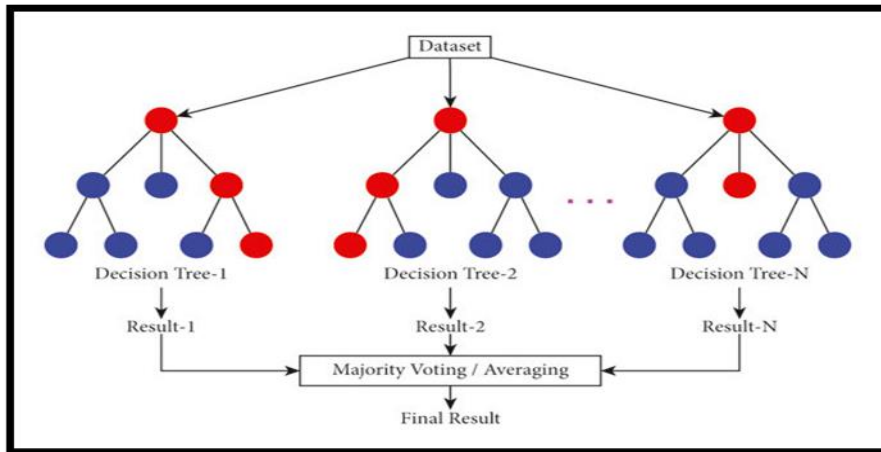 Dataset
. . .
Decision Tree-1
Decision Tree-2
Decision Tree-N
Result-1
Result-2
Result-N
Majority Voting / Averaging
Final Result